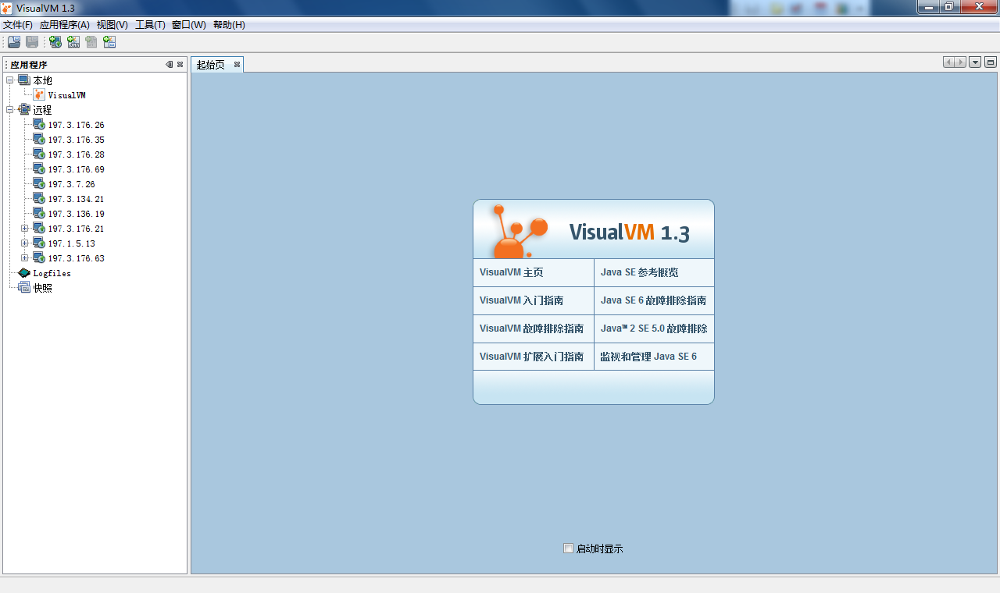 VisualVM 1.3
文件(F) 应用程序(A) 视图(V) 工具(T) 窗口(W) 帮助(H)
应用程序
本地
VisualVM
远程
197.3.176.26
197.3.176.35
197.3.176.28
197.3.176.69
197.3.7.26
197.3.134.21
197.3.136.19
197.3.176.21
197.1.5.13
197.3.176.63
Logfiles
快照
起始页
VisualVM 1.3
VisualVM 主页
Java SE 参考概览
VisualVM 入门指南
Java SE 6 故障排除指南
VisualVM 故障排除指南
Java™ 2 SE 5.0 故障排除
VisualVM 扩展入门指南
监视和管理 Java SE 6
启动时显示